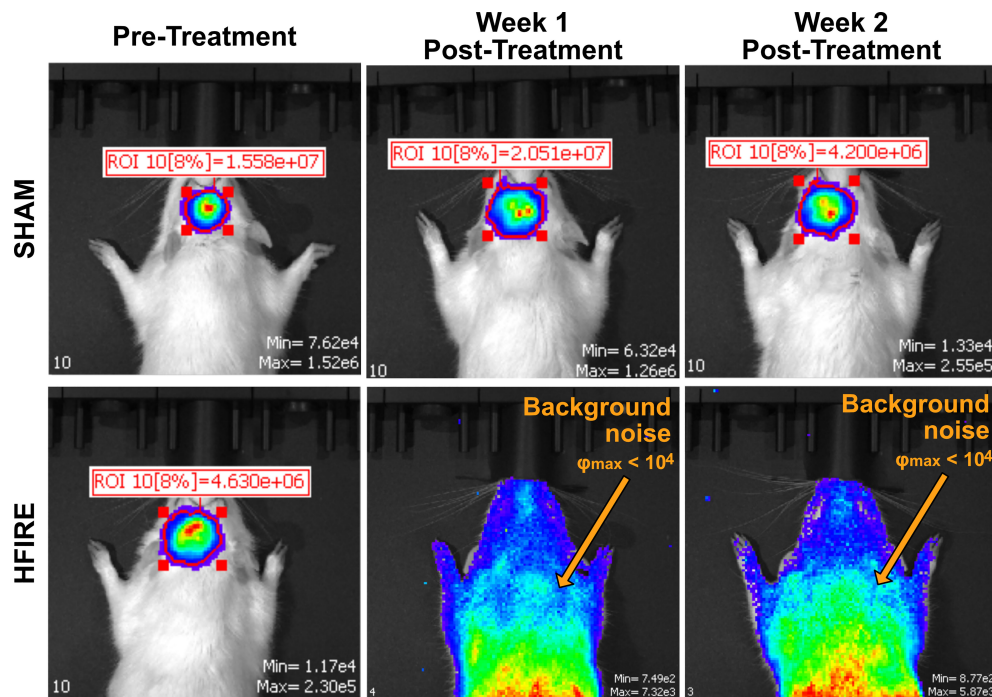 Pre-Treatment
Week 1
Post-Treatment
Week 2
Post-Treatment
SHAM
ROI 10[8%]=1.558e+07
Min= 7.62e4
Max= 1.52e6
10
ROI 10[8%]=2.051e+07
Min= 6.32e4
Max= 1.26e6
10
ROI 10[8%]=4.200e+06
Min= 1.33e4
Max= 2.55e5
10
HFIRE
ROI 10[8%]=4.630e+06
Min= 1.17e4
Max= 2.30e5
10
Background
noise
φmax < 10⁴
Min= 7.49e2
Max= 7.32e3
4
Background
noise
φmax < 10⁴
Min= 8.77e2
Max= 5.87e3
3